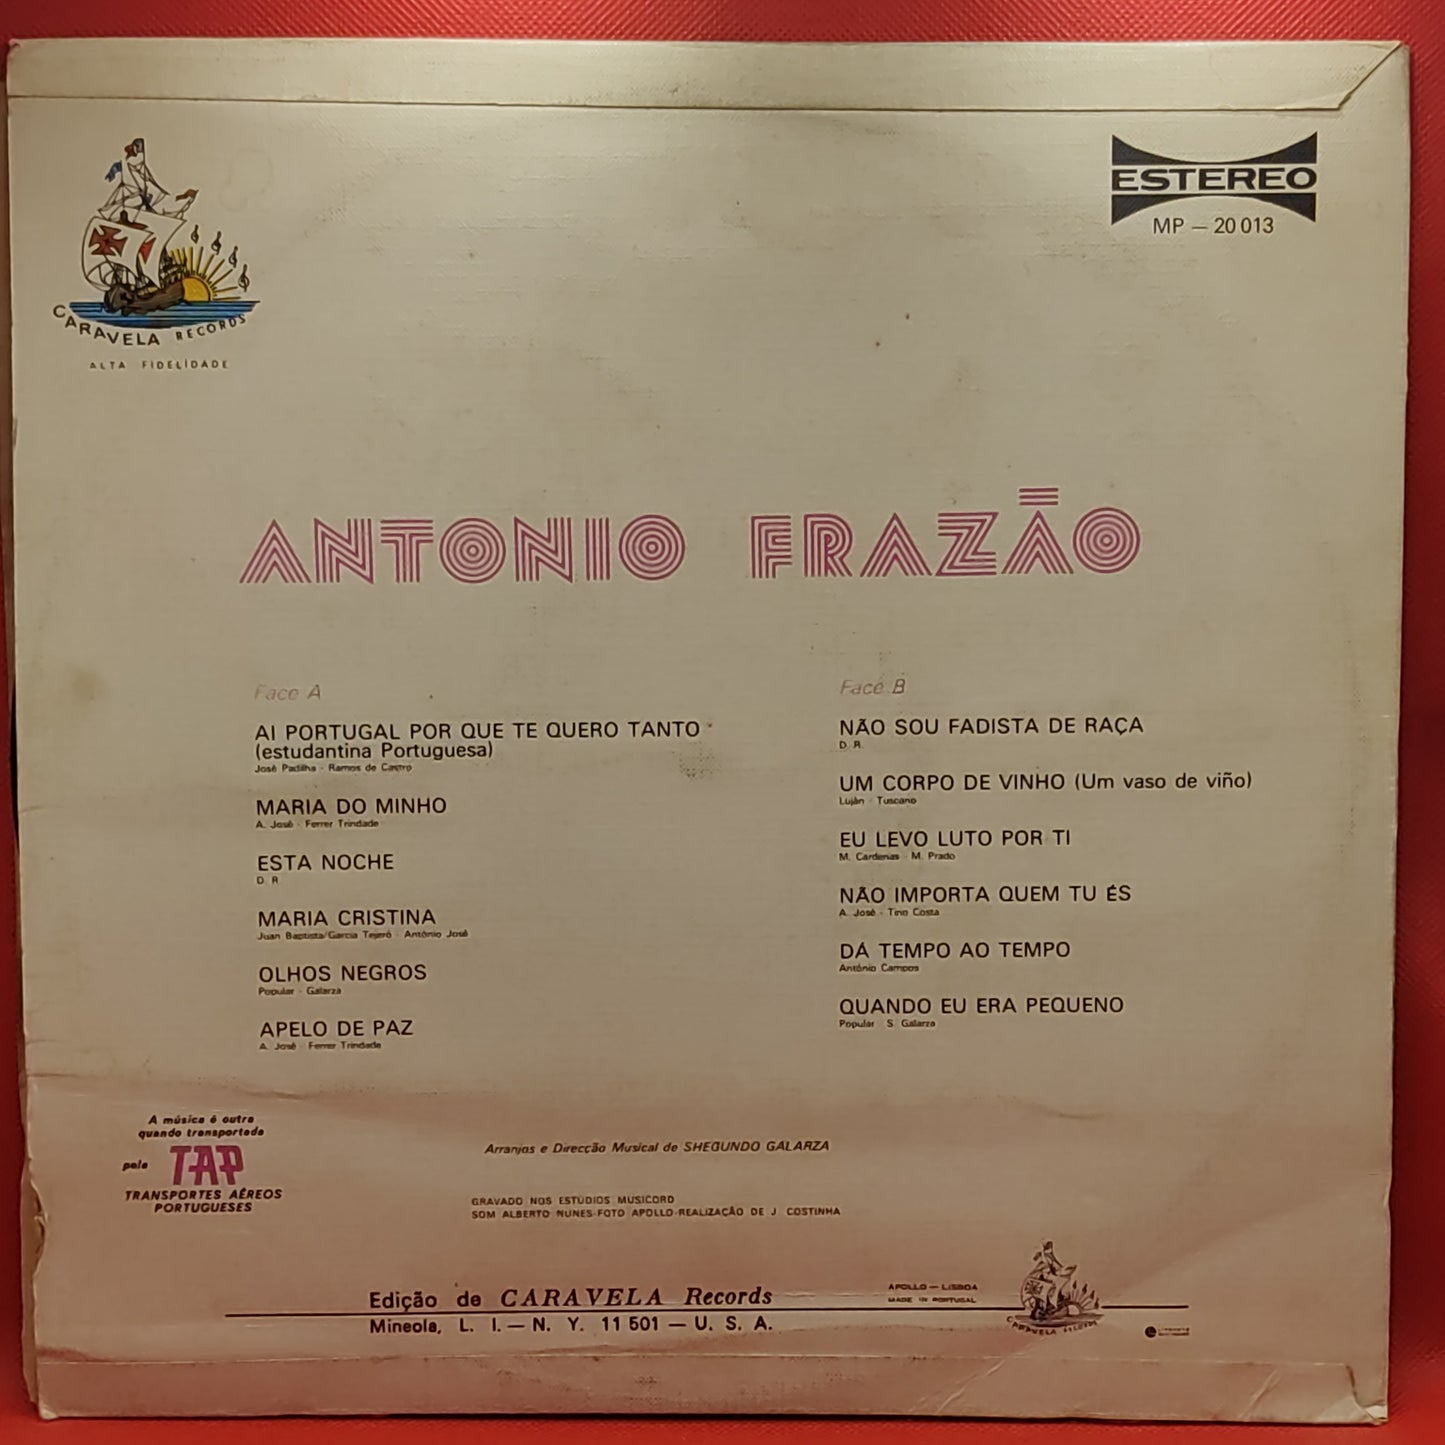 CARAVELA RECORDS
ALTA FIDELIDADE
ESTEREO
MP — 20 013
ANTONIO FRAZÃO
Face A
AI PORTUGAL POR QUE TE QUERO TANTO
(estudantina Portuguesa)
José Padilha - Ramos de Castro
MARIA DO MINHO
A. José - Ferrer Trindade
ESTA NOCHE
D. R.
MARIA CRISTINA
Juan Baptista/Garcia Tejeró - António José
OLHOS NEGROS
Popular - Galarza
APELO DE PAZ
A. José - Ferrer Trindade
Face B
NÃO SOU FADISTA DE RAÇA
D. R.
UM CORPO DE VINHO (Um vaso de viño)
Luján - Tuscano
EU LEVO LUTO POR TI
M. Cardenas - M. Prado
NÃO IMPORTA QUEM TU ÉS
A. José - Tino Costa
DÁ TEMPO AO TEMPO
António Campos
QUANDO EU ERA PEQUENO
Popular S. Galarza
A música é outra
quando transportada
pela TAP
TRANSPORTES AÉREOS
PORTUGUESES
Arranjos e Direcção Musical de SHEGUNDO GALARZA
GRAVADO NOS ESTÚDIOS MUSICORD
SOM ALBERTO NUNES-FOTO APOLLO-REALIZAÇÃO DE J. COSTINHA
Edição de CARAVELA Records
Mineola, L. I. — N. Y. 11 501 — U. S. A.
APOLLO — LISBOA
MADE IN PORTUGAL
CARAVELA RECORDS